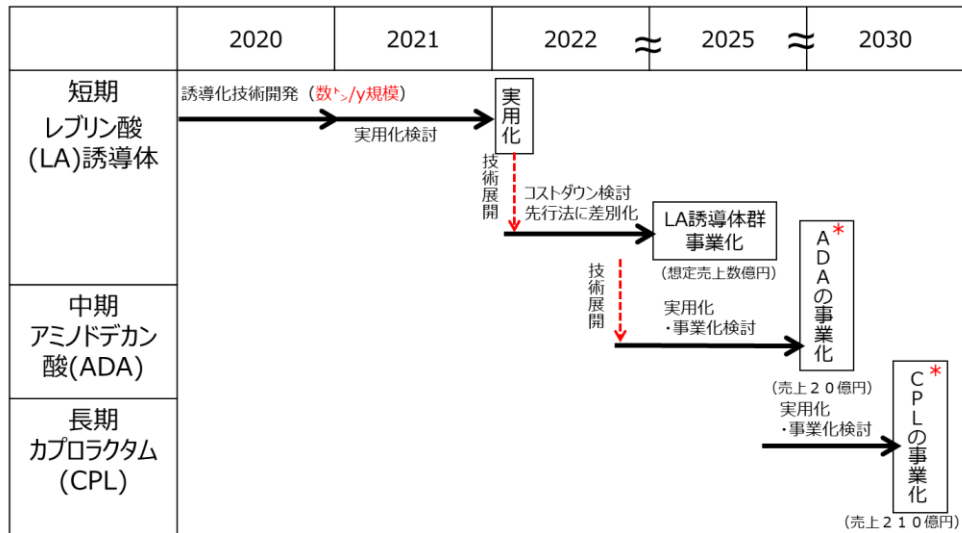 2020 2021 2022 ≈ 2025 ≈ 2030
短期
レブリン酸
(LA)誘導体
誘導化技術開発（数㌧/y規模）
実用化検討
実用化
技術展開
コストダウン検討
先行法に差別化
LA誘導体群
事業化
(想定売上数億円)
中期
アミノドデカン
酸(ADA)
技術展開
実用化
・事業化検討
ADAの事業化*
(売上２０億円)
長期
カプロラクタム
(CPL)
実用化
・事業化検討
CPLの事業化*
(売上２１０億円)